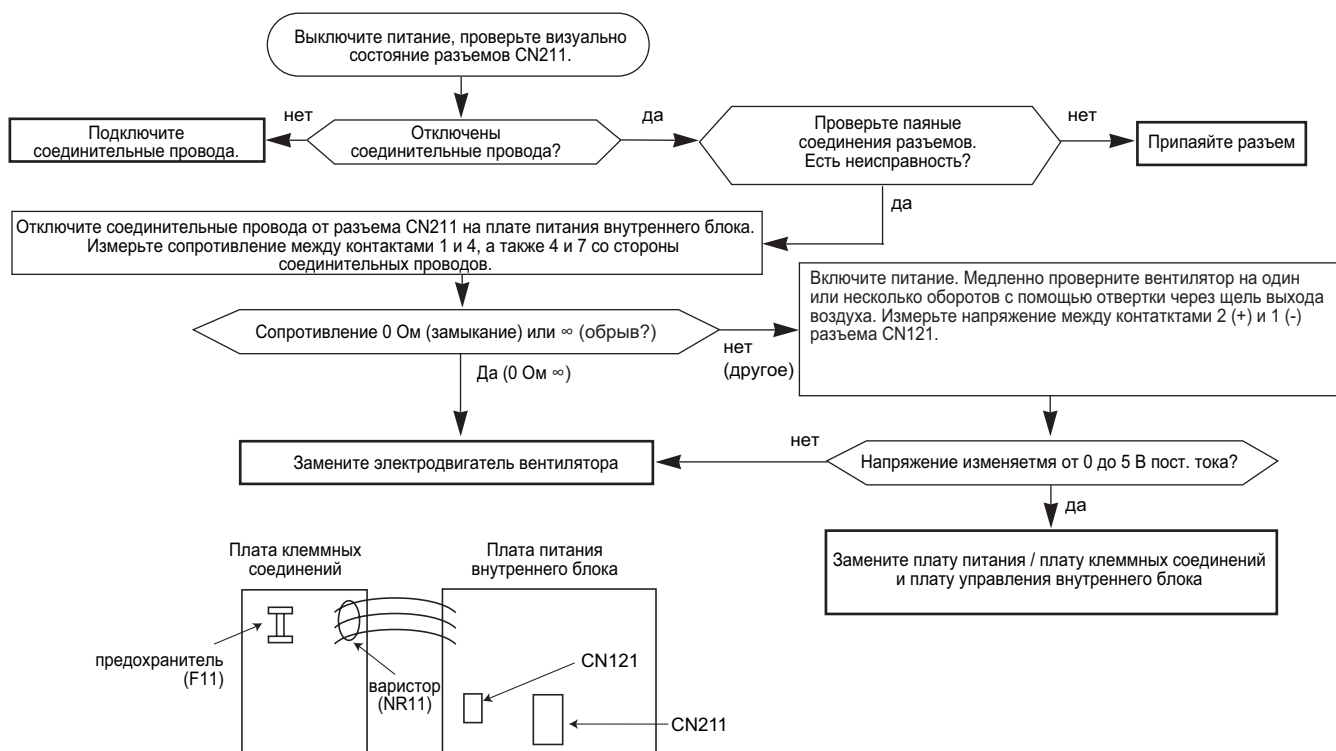 Выключите питание, проверьте визуально
состояние разъемов CN211.
нет
да
нет
Подключите
соединительные провода.
Отключены
соединительные провода?
Проверьте паяные
соединения разъемов.
Есть неисправность?
Припаяйте разъем
да
Отключите соединительные провода от разъема CN211 на плате питания внутреннего блока.
Измерьте сопротивление между контактами 1 и 4, а также 4 и 7 со стороны
соединительных проводов.
Включите питание. Медленно проверните вентилятор на один
или несколько оборотов с помощью отвертки через щель выхода
воздуха. Измерьте напряжение между контатктами 2 (+) и 1 (-)
разъема CN121.
Сопротивление 0 Ом (замыкание) или ∞ (обрыв?)
нет
(другое)
Да (0 Ом ∞)
Замените электродвигатель вентилятора
нет
Напряжение изменяетмя от 0 до 5 В пост. тока?
да
Замените плату питания / плату клеммных соединений
и плату управления внутреннего блока
Плата клеммных
соединений
Плата питания
внутреннего блока
предохранитель
(F11)
варистор
(NR11)
CN121
CN211